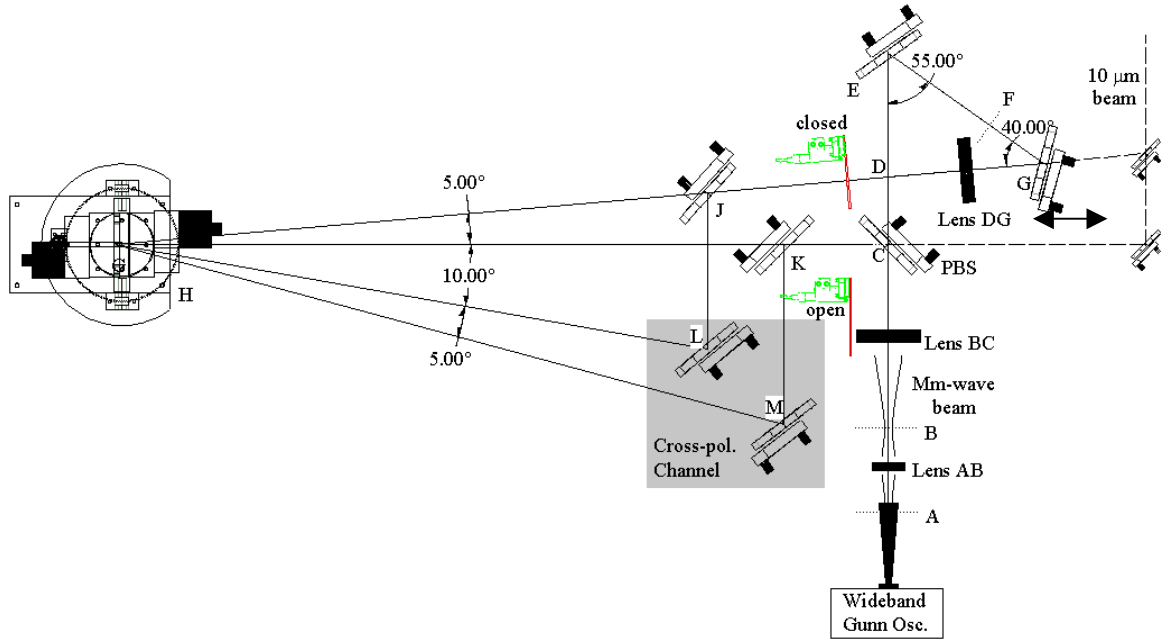 E
55.00°
10 μm
beam
F
closed
40.00°
D
G
5.00°
J
Lens DG
C
K
PBS
H
10.00°
open
L
Lens BC
5.00°
Mm-wave
beam
M
B
Cross-pol.
Channel
Lens AB
A
Wideband
Gunn Osc.